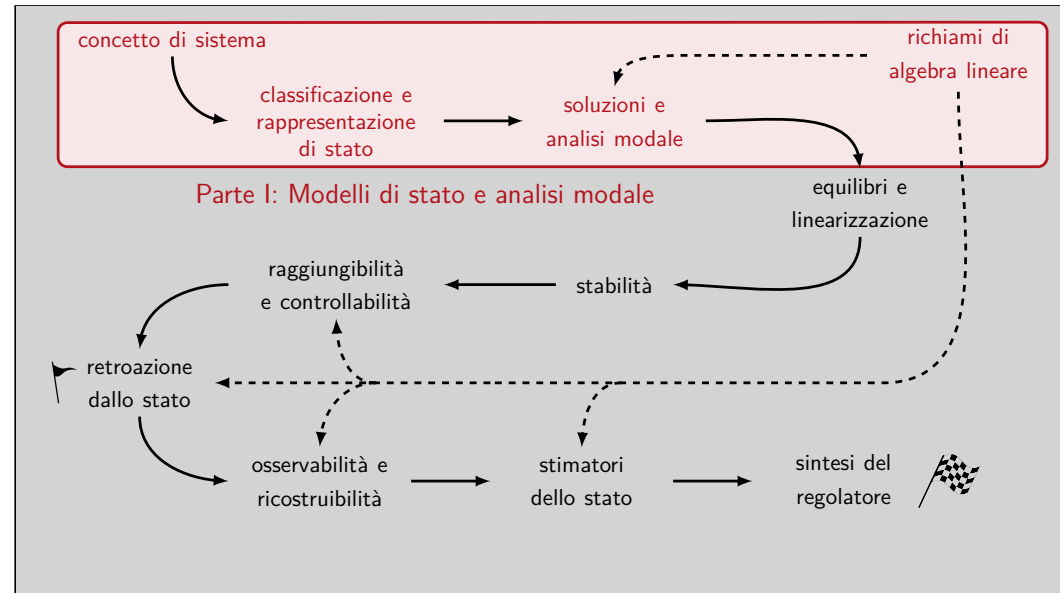 concetto di sistema
richiami di
algebra lineare
classificazione e
rappresentazione
di stato
soluzioni e
analisi modale
Parte I: Modelli di stato e analisi modale
equilibri e
linearizzazione
raggiungibilità
e controllabilità
stabilità
retroazione
dallo stato
osservabilità e
ricostruibilità
stimatori
dello stato
sintesi del
regolatore